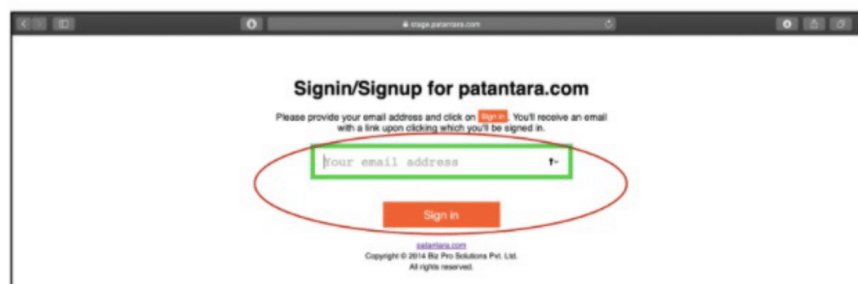 stage.patantara.com
Signin/Signup for patantara.com
Please provide your email address and click on Sign in. You'll receive an email
with a link upon clicking which you'll be signed in.
Your email address
Sign in
patantara.com
Copyright © 2014 Biz Pro Solutions Pvt. Ltd.
All rights reserved.